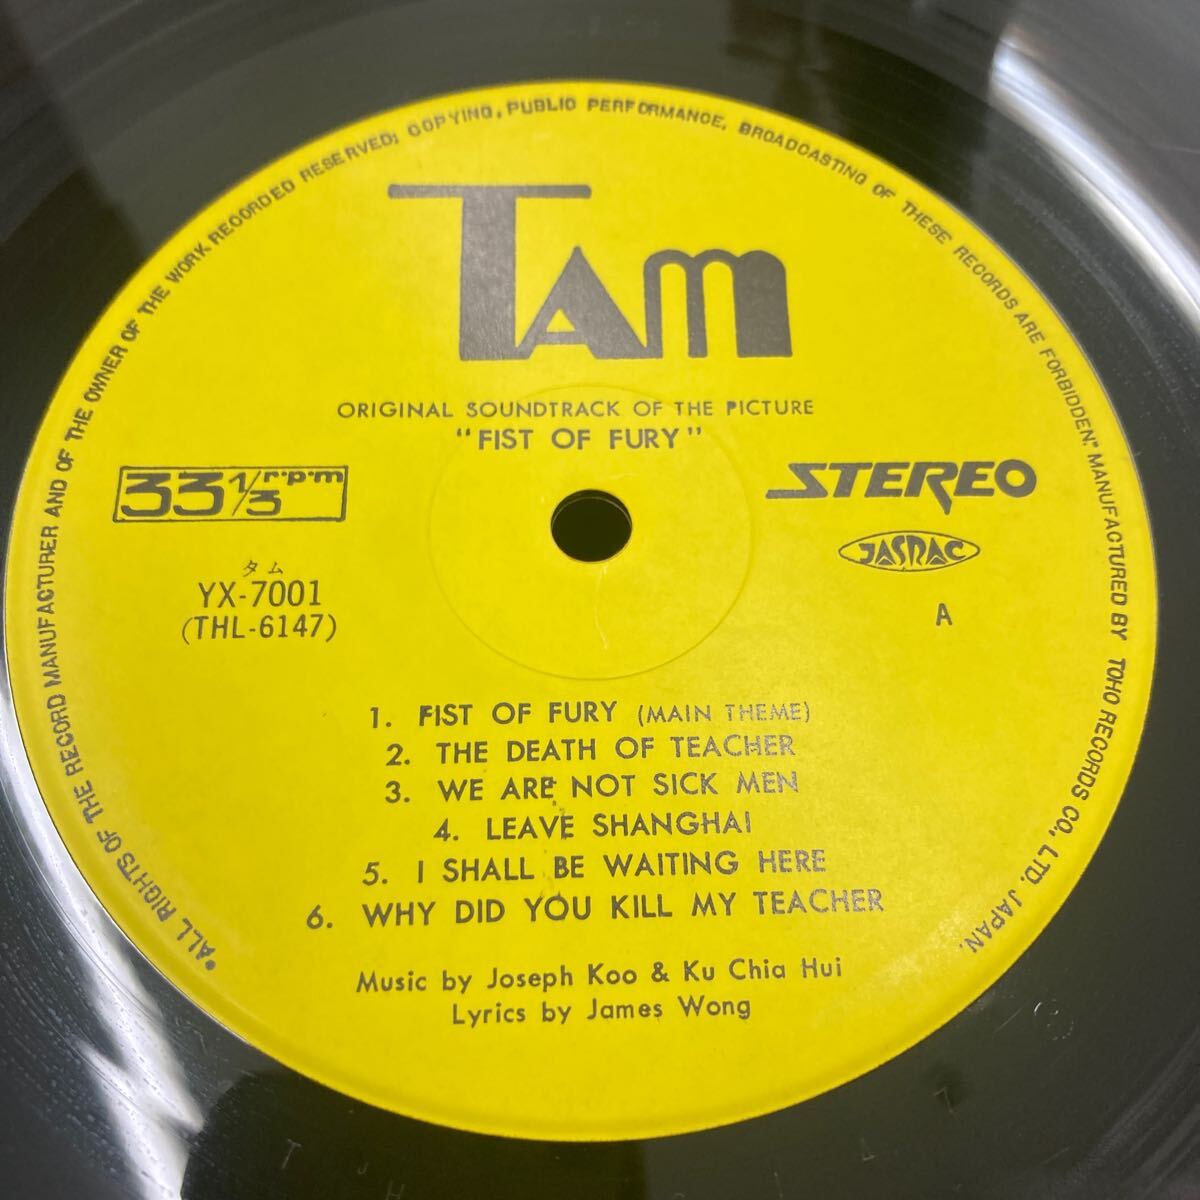 •ALL RIGHTS OF THE RECORD MANUFACTURER AND OF THE OWNER OF THE WORK RECORDED RESERVED; COPYING, PUBLIC PERFORMANCE, BROADCASTING OF THESE RECORDS ARE FORBIDDEN." MANUFACTURED BY TOHO RECORDS CO., LTD. JAPAN.
TAM
ORIGINAL SOUNDTRACK OF THE PICTURE
"FIST OF FURY"
33 1/3 r·p·m
STEREO
JASRAC
タム
YX-7001
(THL-6147)
A
1. FIST OF FURY (MAIN THEME)
2. THE DEATH OF TEACHER
3. WE ARE NOT SICK MEN
4. LEAVE SHANGHAI
5. I SHALL BE WAITING HERE
6. WHY DID YOU KILL MY TEACHER
Music by Joseph Koo & Ku Chia Hui
Lyrics by James Wong